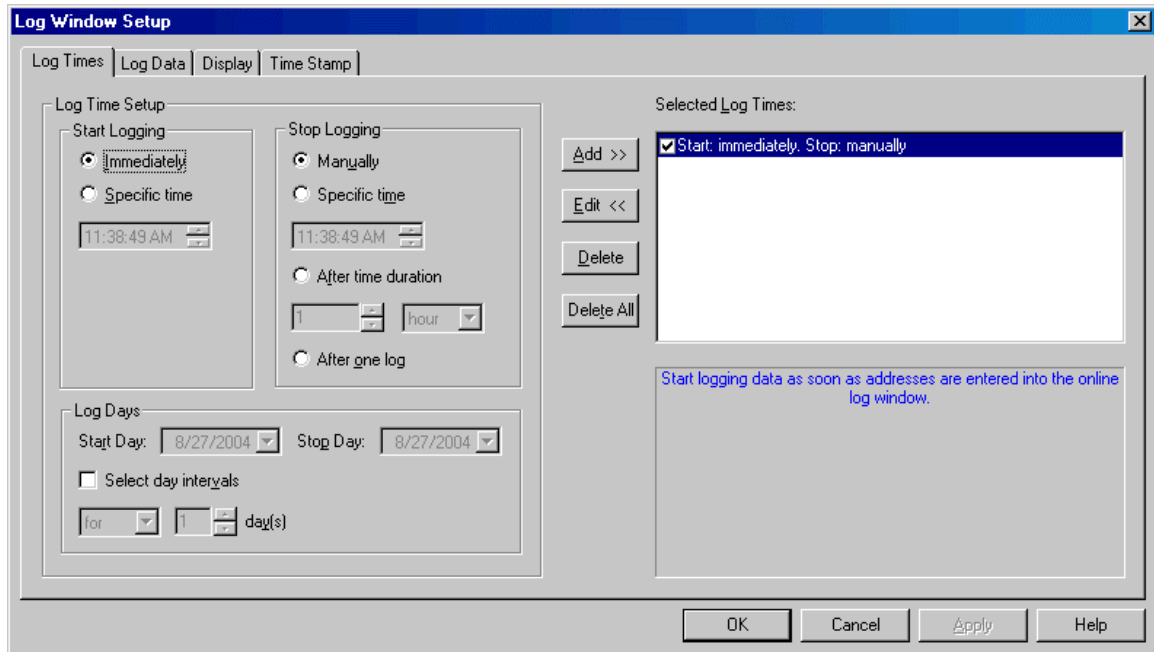 Log Window Setup
Log Times
Log Data
Display
Time Stamp
Log Time Setup
Start Logging
Immediately
Specific time
11:38:49 AM
Stop Logging
Manually
Specific time
11:38:49 AM
After time duration
1 hour
After one log
Log Days
Start Day: 8/27/2004 Stop Day: 8/27/2004
Select day intervals
for 1 day(s)
Add >>
Edit <<
Delete
Delete All
Selected Log Times:
Start: immediately. Stop: manually
Start logging data as soon as addresses are entered into the online
log window.
OK
Cancel
Apply
Help